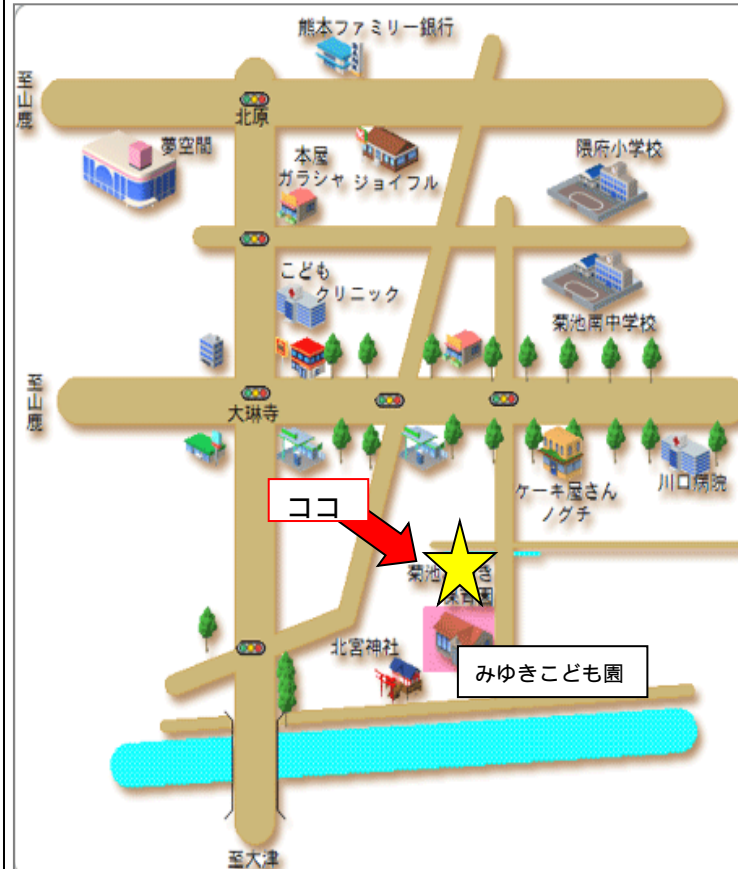 熊本ファミリー銀行
至山鹿
北原
夢空間
本屋
ガラシャ
ジョイフル
隈府小学校
こども
クリニック
菊池南中学校
至山鹿
大琳寺
ケーキ屋さん
ノグチ
川口病院
ココ
菊池
き
園
北宮神社
みゆきこども園
至大津